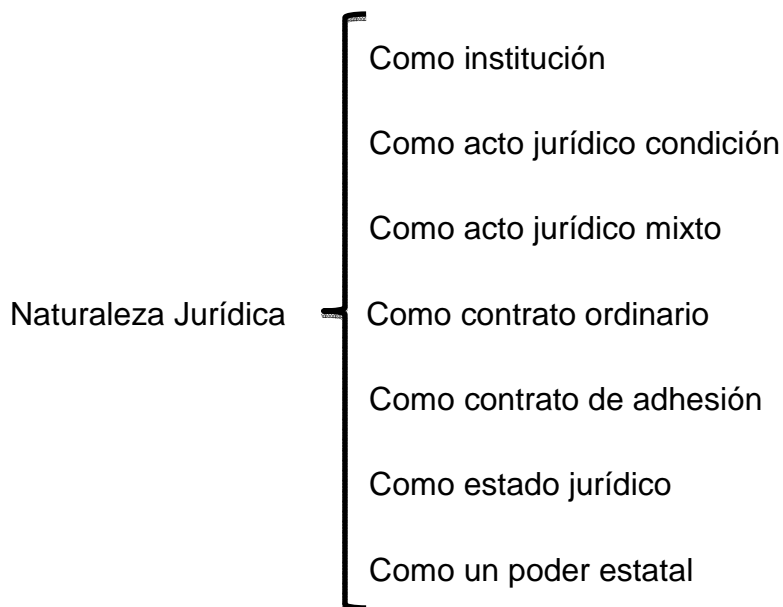 Como institución
Como acto jurídico condición
Como acto jurídico mixto
Naturaleza Jurídica
Como contrato ordinario
Como contrato de adhesión
Como estado jurídico
Como un poder estatal